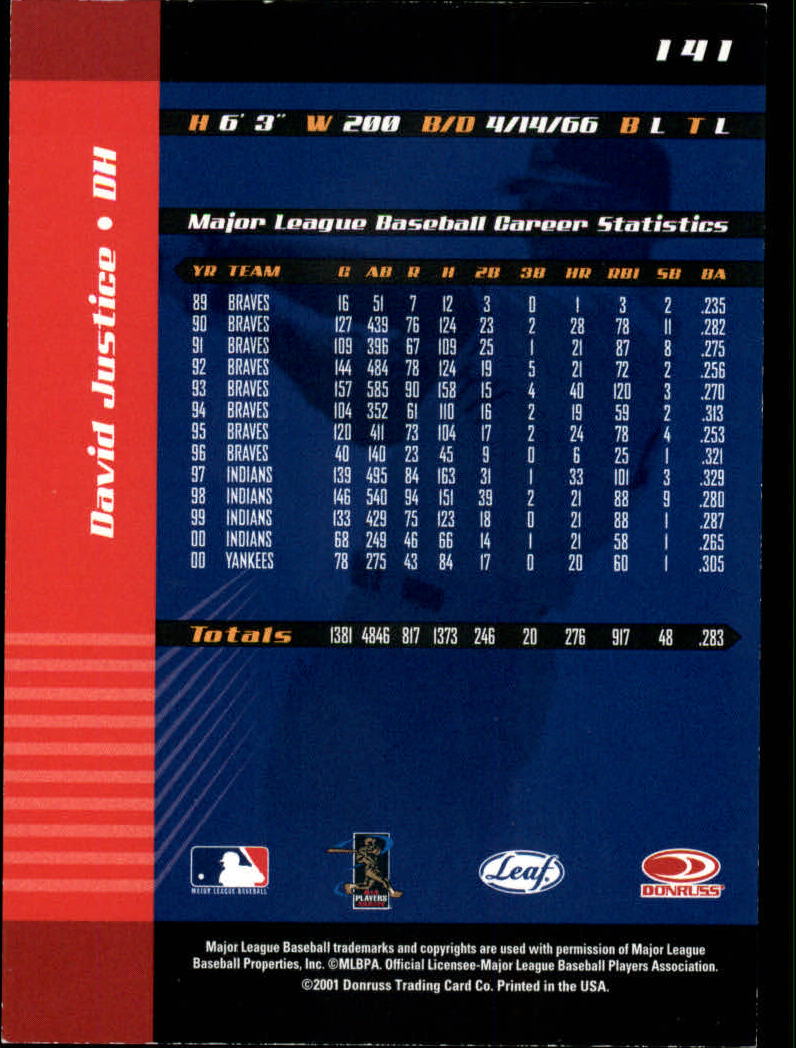 141
H 6' 3" W 200 B/D 4/14/66 B L T L
David Justice • DH
Major League Baseball Career Statistics
YR TEAM G AB R H 2B 3B HR RBI SB BA
89 BRAVES 16 51 7 12 3 0 1 3 2 .235
90 BRAVES 127 439 76 124 23 2 28 78 11 .282
91 BRAVES 109 396 67 109 25 1 21 87 8 .275
92 BRAVES 144 484 78 124 19 5 21 72 2 .256
93 BRAVES 157 585 90 158 15 4 40 120 3 .270
94 BRAVES 104 352 61 110 16 2 19 59 2 .313
95 BRAVES 120 411 73 104 17 2 24 78 4 .253
96 BRAVES 40 140 23 45 9 0 6 25 1 .321
97 INDIANS 139 495 84 163 31 1 33 101 3 .329
98 INDIANS 146 540 94 151 39 2 21 88 9 .280
99 INDIANS 133 429 75 123 18 0 21 88 1 .287
00 INDIANS 68 249 46 66 14 1 21 58 1 .265
00 YANKEES 78 275 43 84 17 0 20 60 1 .305
Totals 1381 4846 817 1373 246 20 276 917 48 .283
MAJOR LEAGUE BASEBALL
PLAYERS
Leaf
DONRUSS
Major League Baseball trademarks and copyrights are used with permission of Major League
Baseball Properties, Inc. ©MLBPA. Official Licensee-Major League Baseball Players Association.
©2001 Donruss Trading Card Co. Printed in the USA.